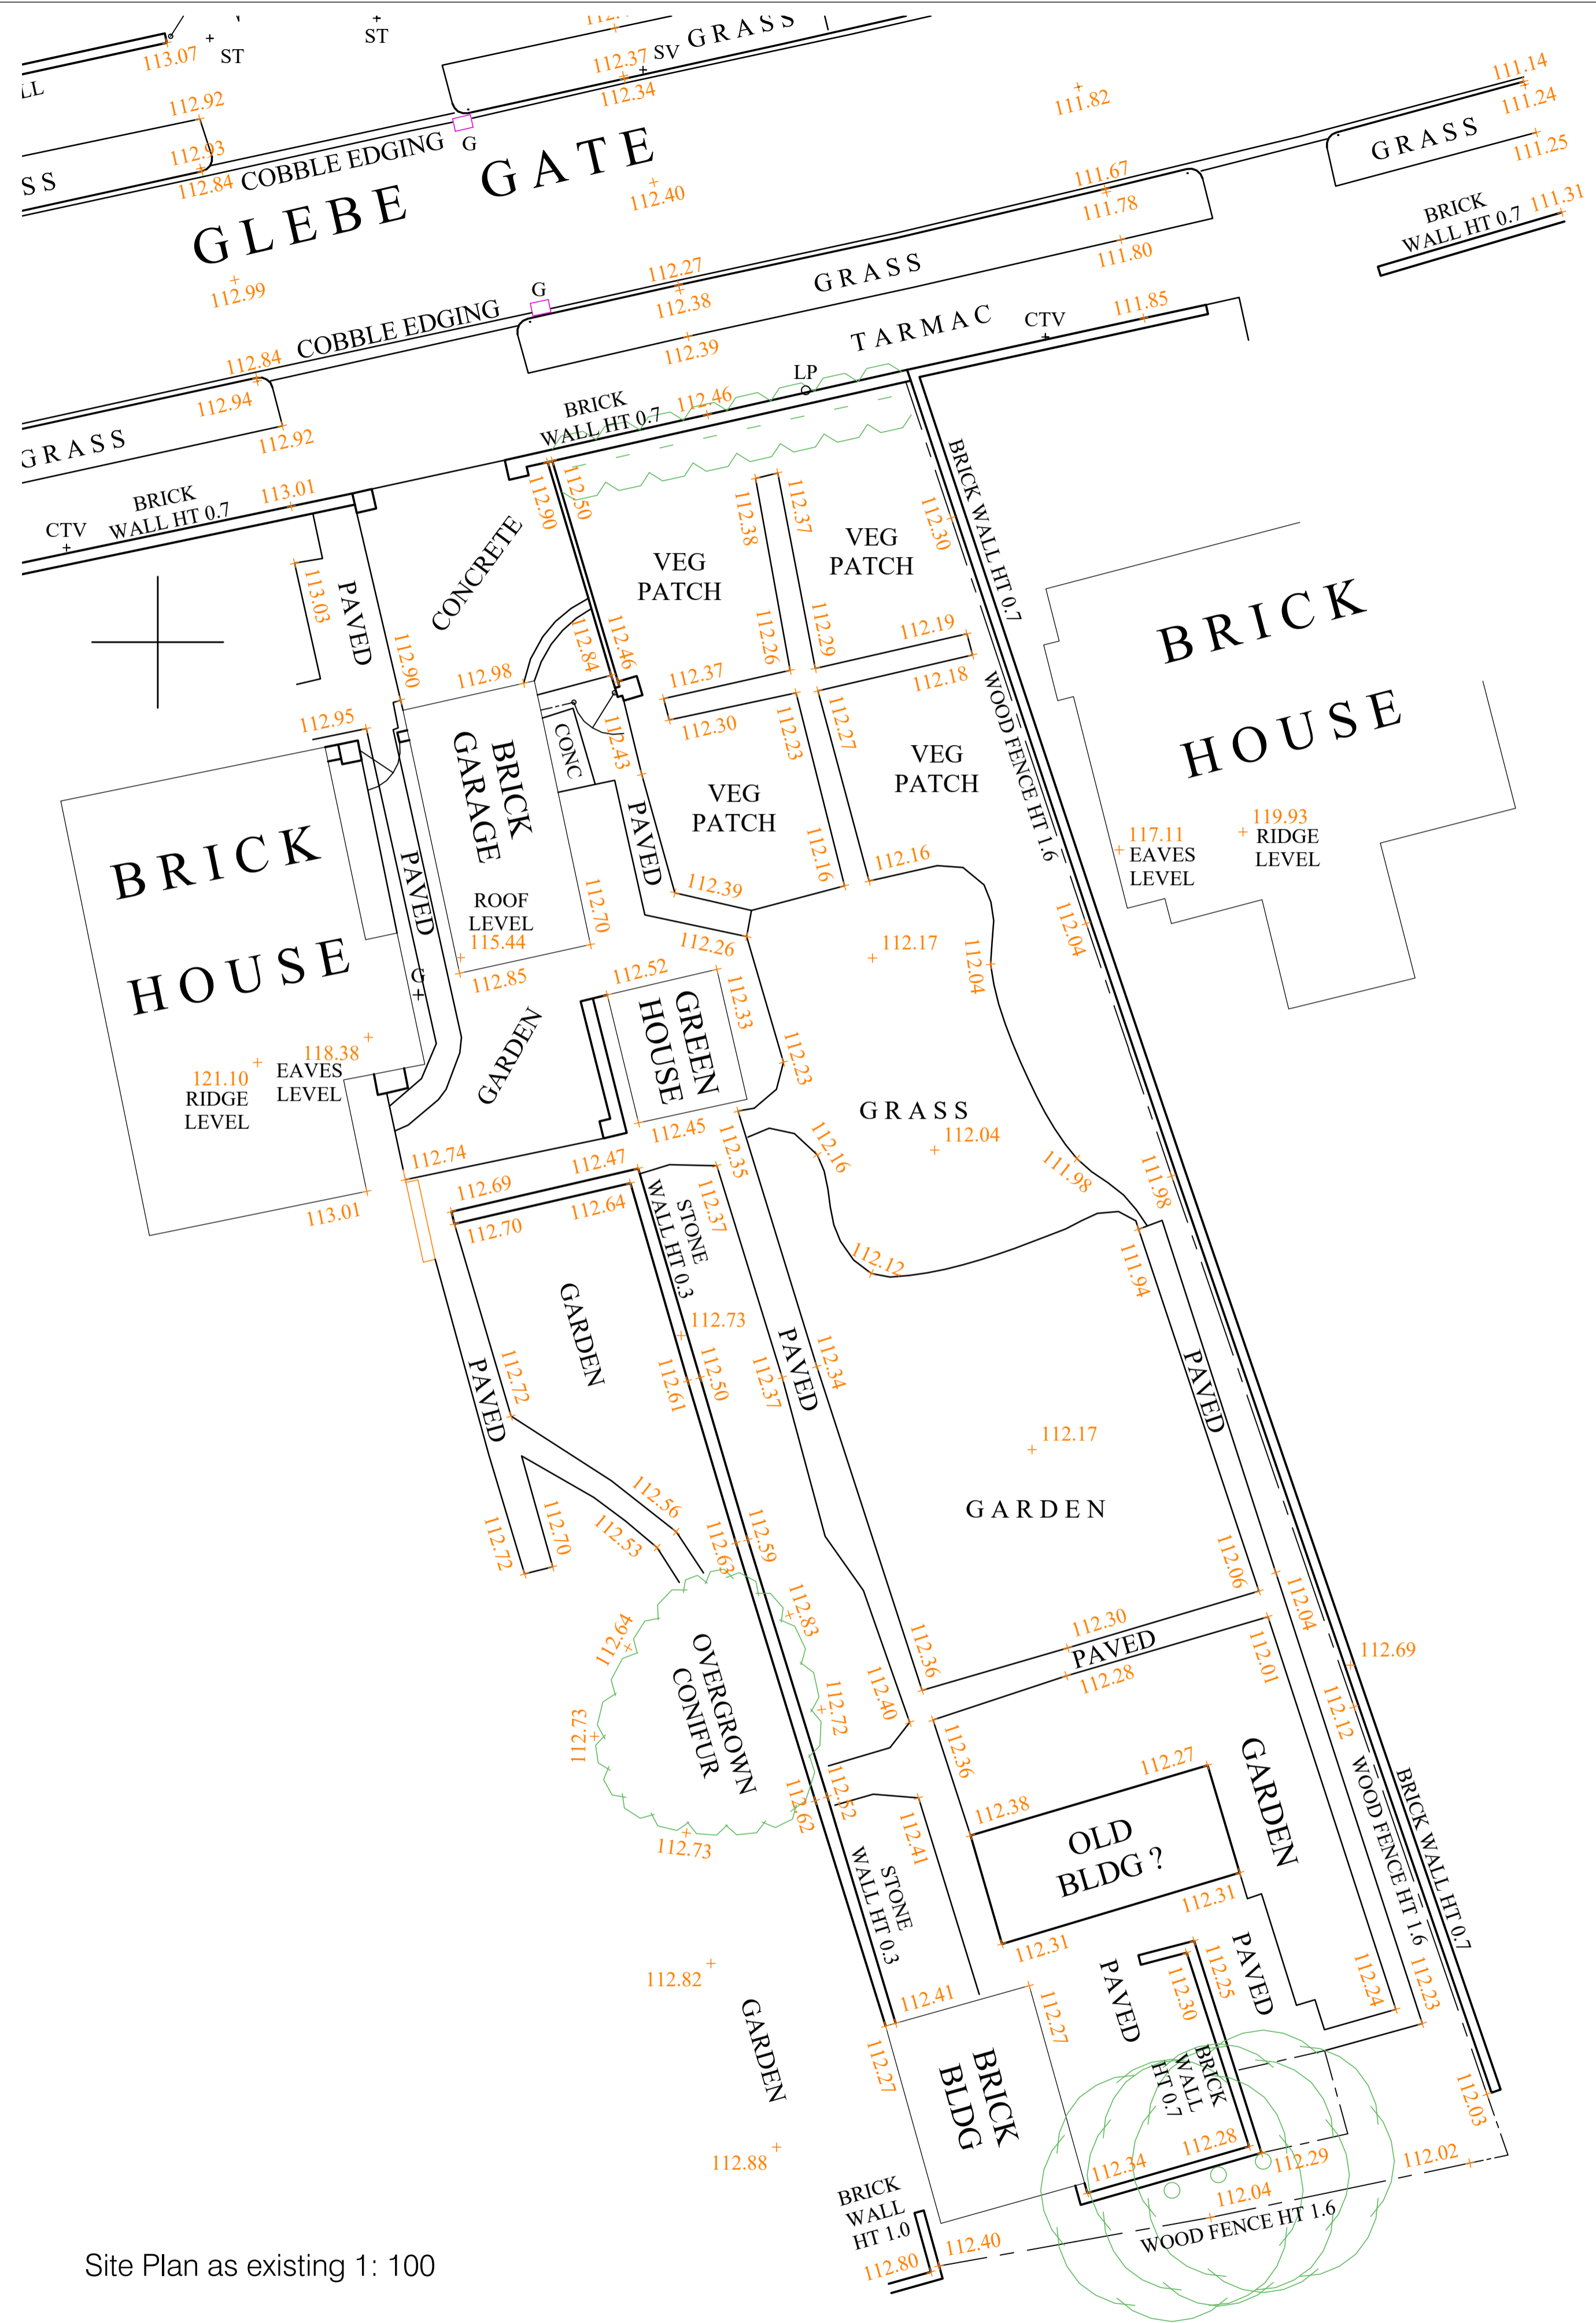 112.37
SV
GRASS
112.34
113.07
ST
ST
LL
112.92
112.93
112.84
COBBLE EDGING
G
SS
GLEBE GATE
111.82
111.14
111.24
GRASS
111.25
112.40
112.99
111.67
111.78
111.80
BRICK
WALL HT 0.7
111.31
112.27
112.38
112.39
GRASS
G
COBBLE EDGING
112.84
112.94
112.92
GRASS
TARMAC
CTV
111.85
LP
BRICK
WALL HT 0.7
112.46
BRICK
WALL HT 0.7
113.01
CTV
113.03
PAVED
CONCRETE
112.90
112.50
VEG
PATCH
112.38
112.37
VEG
PATCH
112.30
BRICK WALL HT 0.7
112.90
112.98
112.84
112.46
112.26
112.29
112.19
112.18
112.37
112.30
112.23
112.27
WOOD FENCE HT 1.6
BRICK
HOUSE
117.11
EAVES
LEVEL
119.93
RIDGE
LEVEL
112.95
BRICK
GARAGE
CONC
112.43
PAVED
VEG
PATCH
VEG
PATCH
112.16
112.16
112.39
112.26
BRICK
HOUSE
PAVED
ROOF
LEVEL
115.44
112.85
112.70
G
118.38
EAVES
LEVEL
121.10
RIDGE
LEVEL
GARDEN
112.52
112.33
GREEN
HOUSE
112.45
112.17
112.04
112.04
112.23
GRASS
112.04
112.16
111.98
111.98
112.12
111.94
112.74
112.47
112.35
113.01
112.69
112.70
112.64
STONE
WALL HT 0.3
112.37
GARDEN
112.73
112.61
112.50
112.37
PAVED
112.34
PAVED
112.72
PAVED
112.17
GARDEN
112.56
112.53
112.70
112.72
112.63
112.59
112.83
112.06
112.04
112.64
OVERGROWN
CONIFUR
112.73
112.72
112.73
112.40
112.36
112.30
PAVED
112.28
112.01
112.69
112.12
112.36
112.38
112.27
OLD
BLDG ?
112.31
112.31
GARDEN
WOOD FENCE HT 1.6
BRICK WALL HT 0.7
112.62
112.52
112.41
STONE
WALL HT 0.3
112.82
GARDEN
112.41
112.27
112.27
PAVED
112.30
112.25
PAVED
112.24
112.23
BRICK
BLDG
BRICK
WALL
HT 0.7
112.03
112.88
112.34
112.28
112.29
112.02
112.04
WOOD FENCE HT 1.6
BRICK
WALL
HT 1.0
112.40
112.80
Site Plan as existing 1: 100